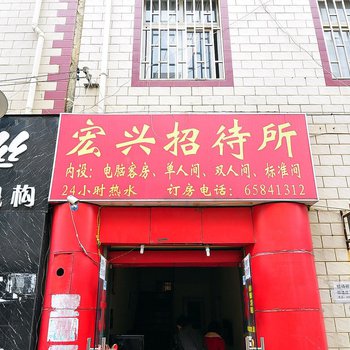 宏兴招待所
内设：电脑客房、单人间、双人间、标准间
24小时热水 订房电话：65841312
丝
构